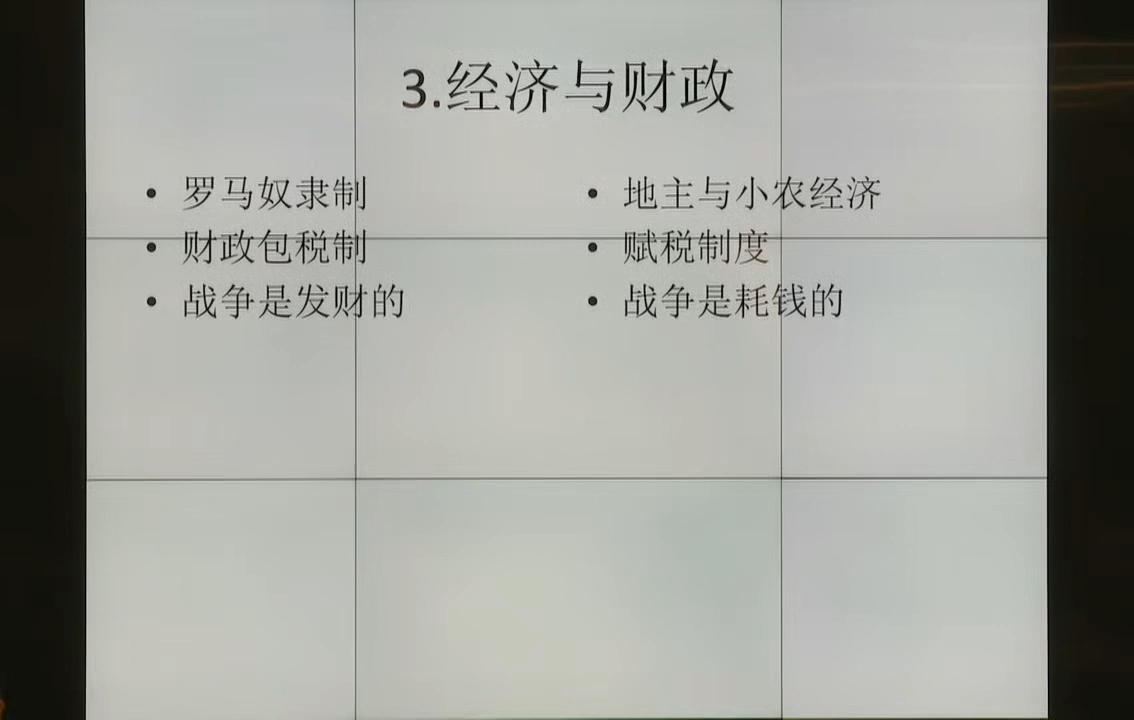 3.经济与财政
• 罗马奴隶制
• 财政包税制
• 战争是发财的
• 地主与小农经济
• 赋税制度
• 战争是耗钱的